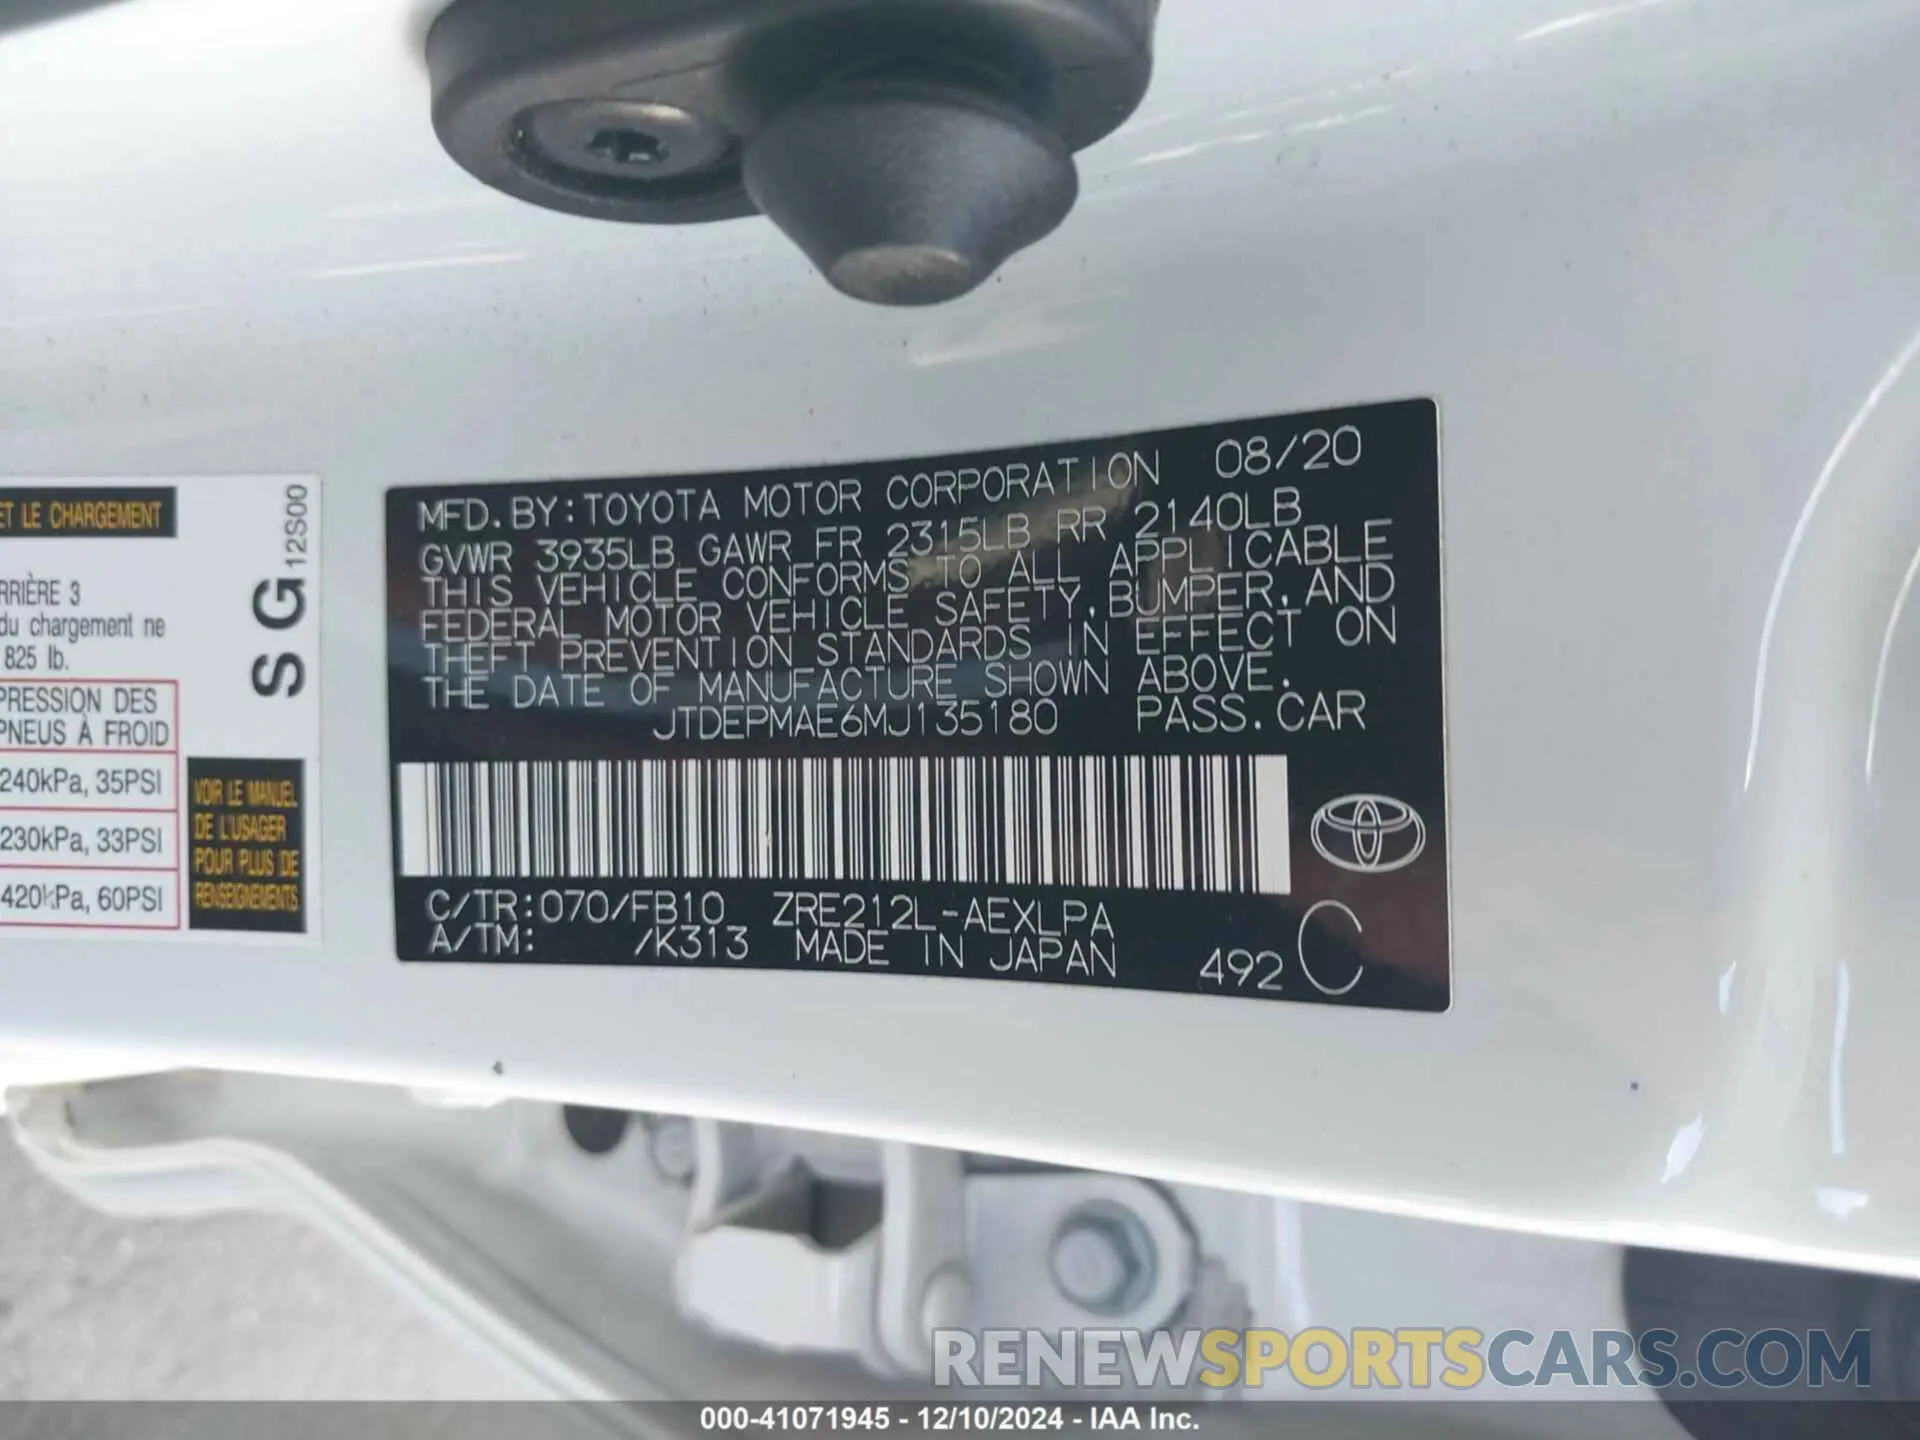 ET LE CHARGEMENT
RRIÈRE 3
du chargement ne
825 lb.
PRESSION DES
PNEUS À FROID
240kPa, 35PSI
230kPa, 33PSI
420kPa, 60PSI
S G 12S00
VOIR LE MANUEL
DE L'USAGER
POUR PLUS DE
RENSEIGNEMENTS
MFD. BY: TOYOTA MOTOR CORPORATION 08/20
GVWR 3935LB GAWR FR 2315LB RR 2140LB
THIS VEHICLE CONFORMS TO ALL APPLICABLE
FEDERAL MOTOR VEHICLE SAFETY, BUMPER, AND
THEFT PREVENTION STANDARDS IN EFFECT ON
THE DATE OF MANUFACTURE SHOWN ABOVE.
JTDEPMAE6MJ135180 PASS. CAR
C/TR: 070/FB10 ZRE212L-AEXLPA
A/TM: /K313 MADE IN JAPAN 492 C
RENEWSPORTSCARS.COM
000-41071945 - 12/10/2024 - IAA Inc.